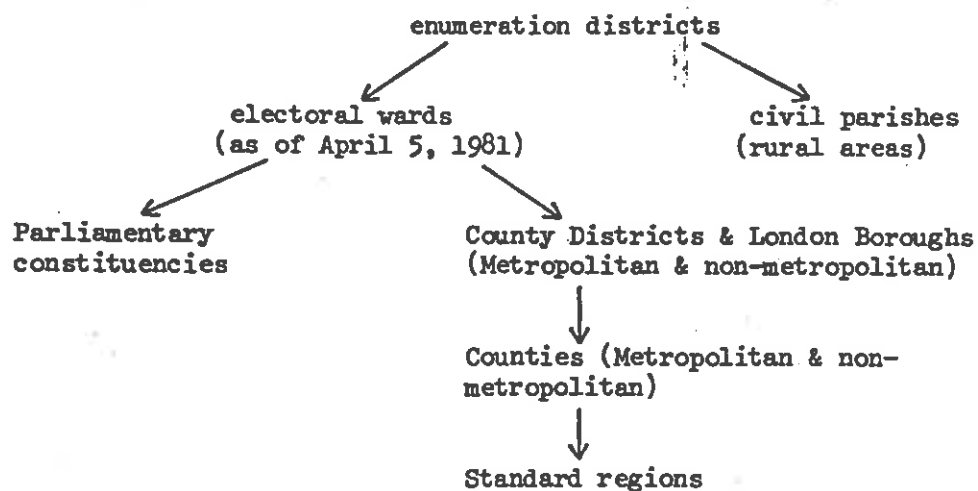 enumeration districts
electoral wards
(as of April 5, 1981)
civil parishes
(rural areas)
Parliamentary
constituencies
County Districts & London Boroughs
(Metropolitan & non-metropolitan)
Counties (Metropolitan & non-
metropolitan)
Standard regions